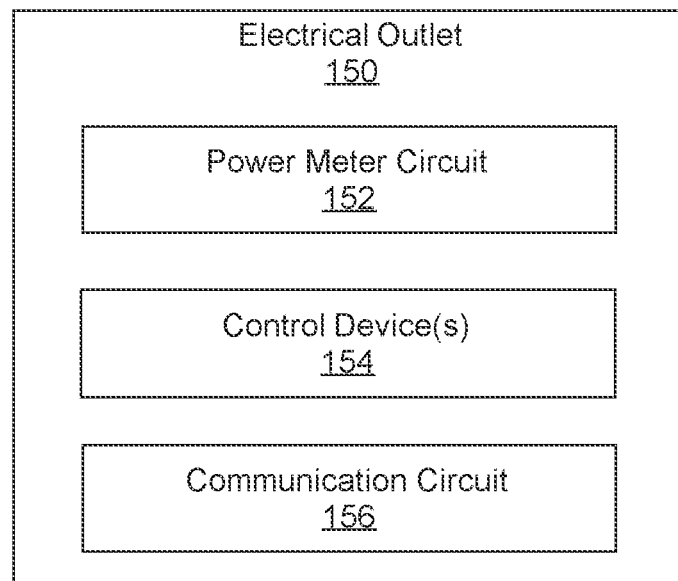 Electrical Outlet
150
Power Meter Circuit
152
Control Device(s)
154
Communication Circuit
156